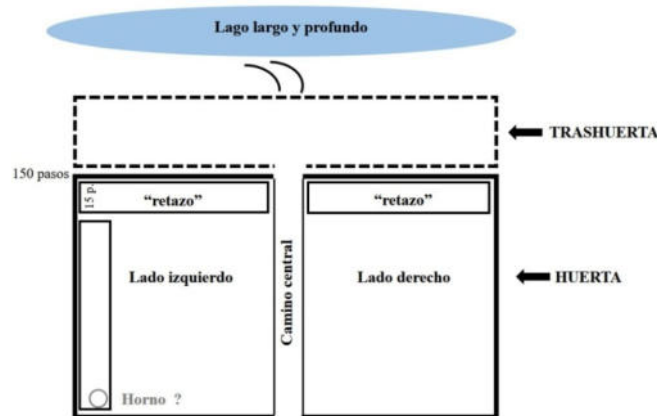 Lago largo y profundo
TRASHUERTA
150 pasos
15 p.
“retazo”
“retazo”
Lado izquierdo
Camino central
Lado derecho
HUERTA
Horno ?